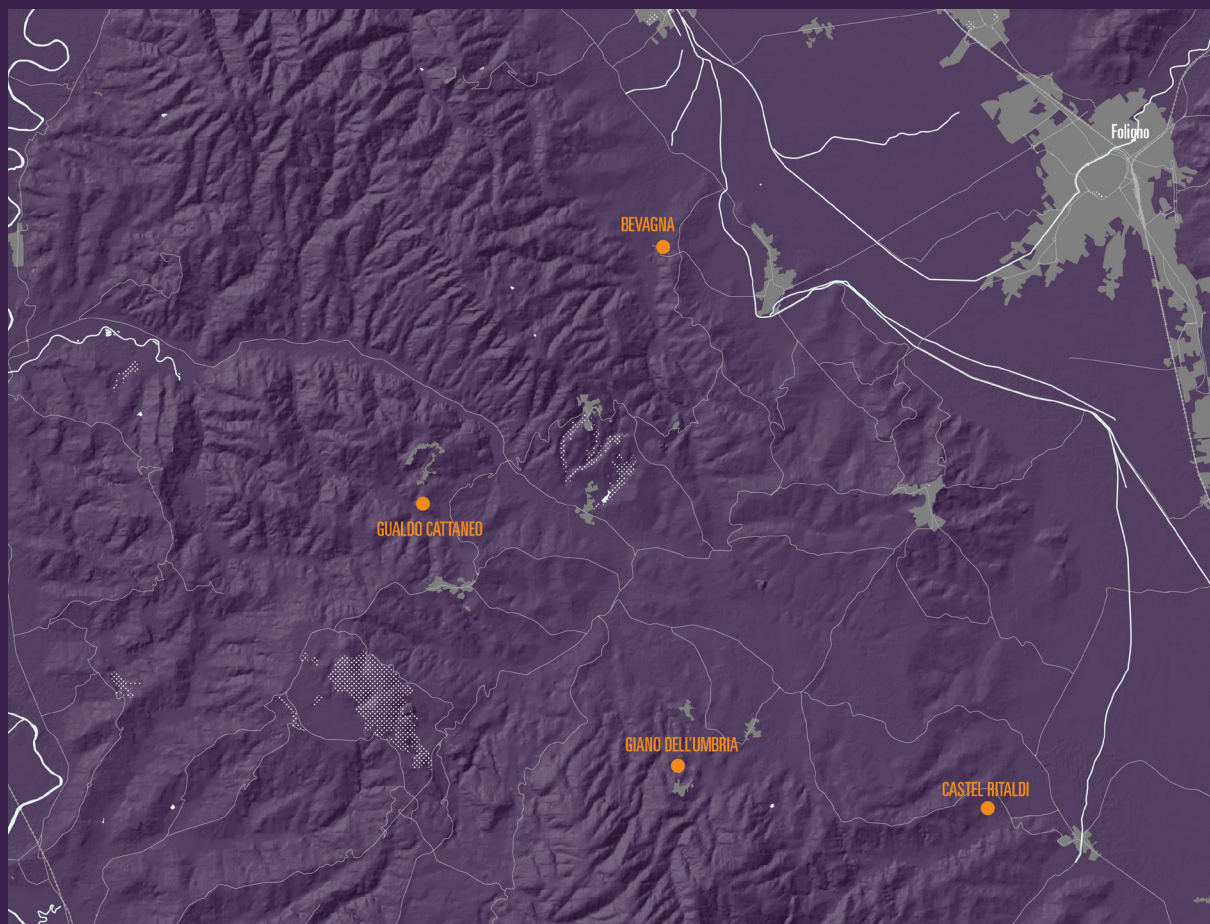 Foligno
BEVAGNA
GUALDO CATTANEO
GIANO DELL'UMBRIA
CASTEL RITALDI